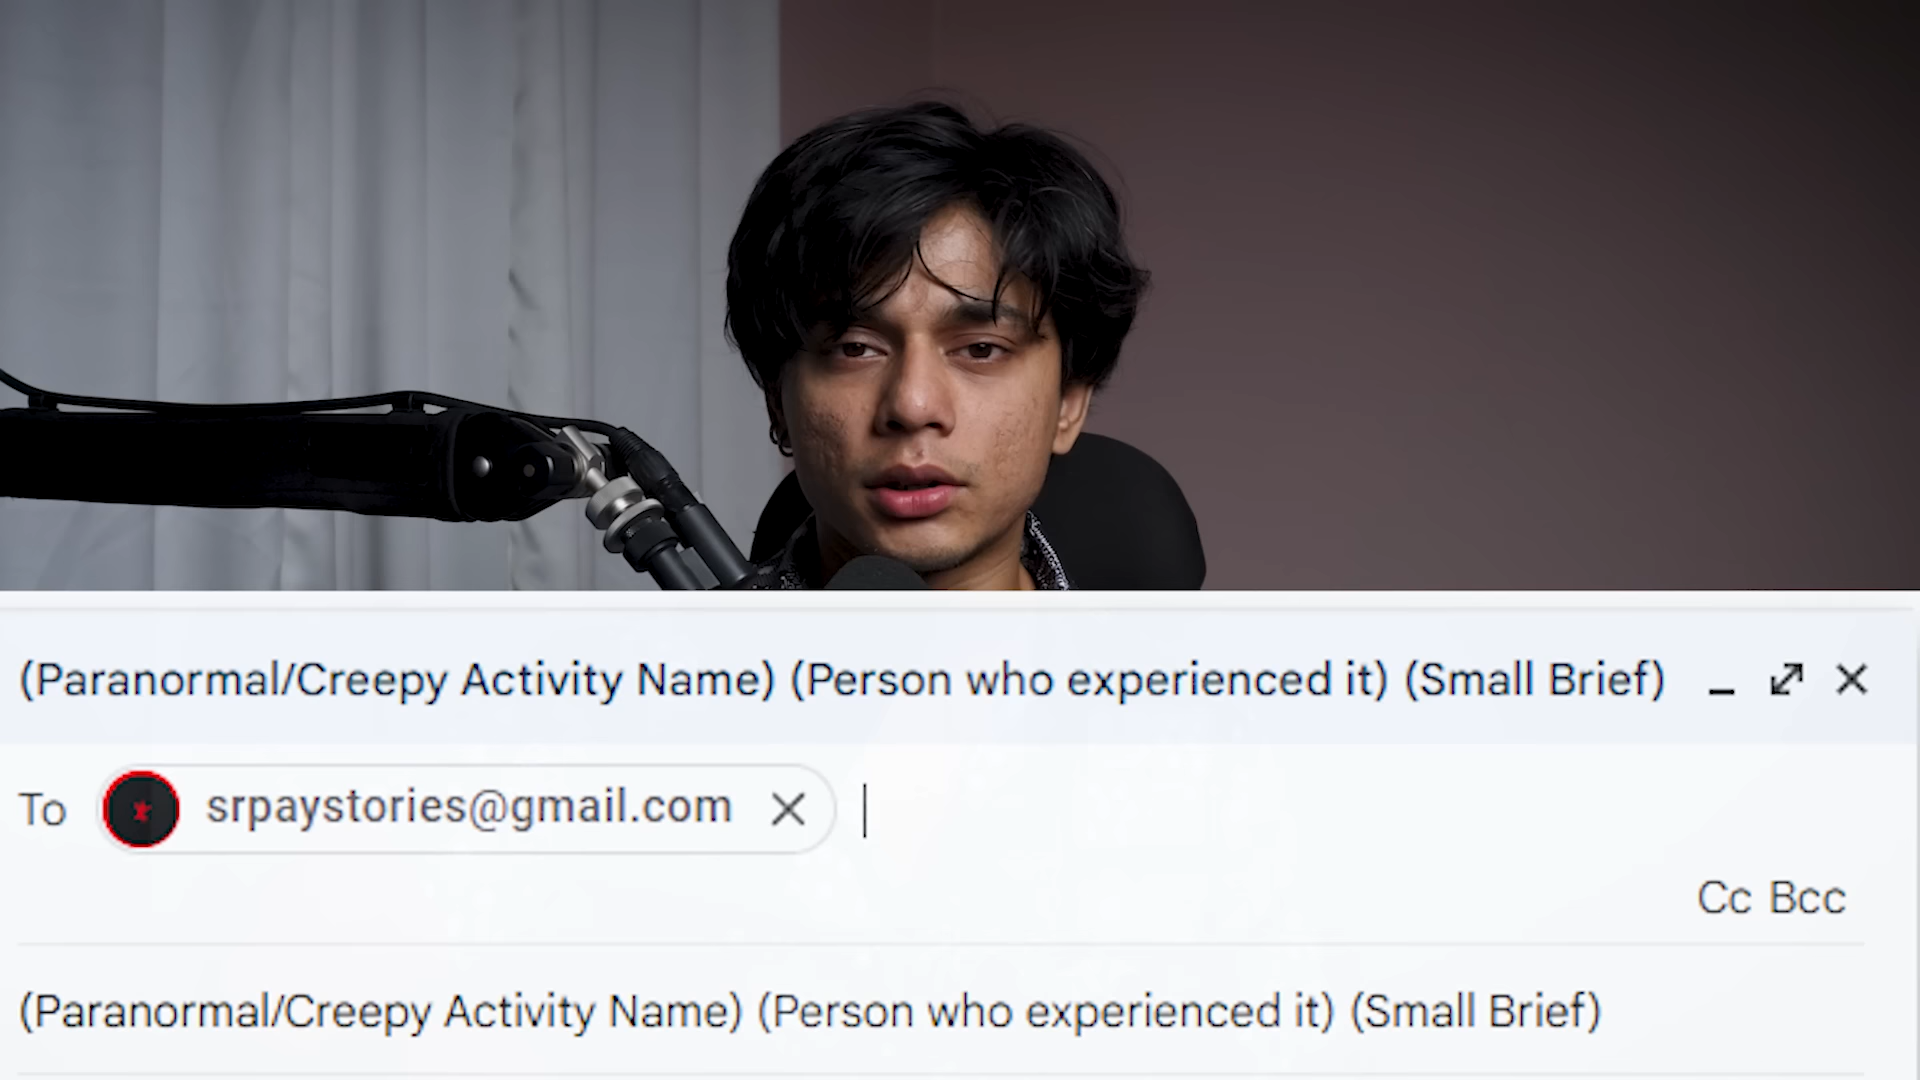 (Paranormal/Creepy Activity Name) (Person who experienced it) (Small Brief)
To srpaystories@gmail.com
Cc Bcc
(Paranormal/Creepy Activity Name) (Person who experienced it) (Small Brief)